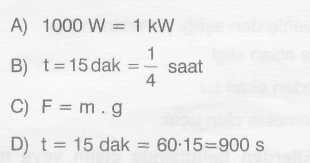 A) 1000 W = 1 kW
B) t = 15 dak = 1/4 saat
C) F = m . g
D) t = 15 dak = 60·15=900 s